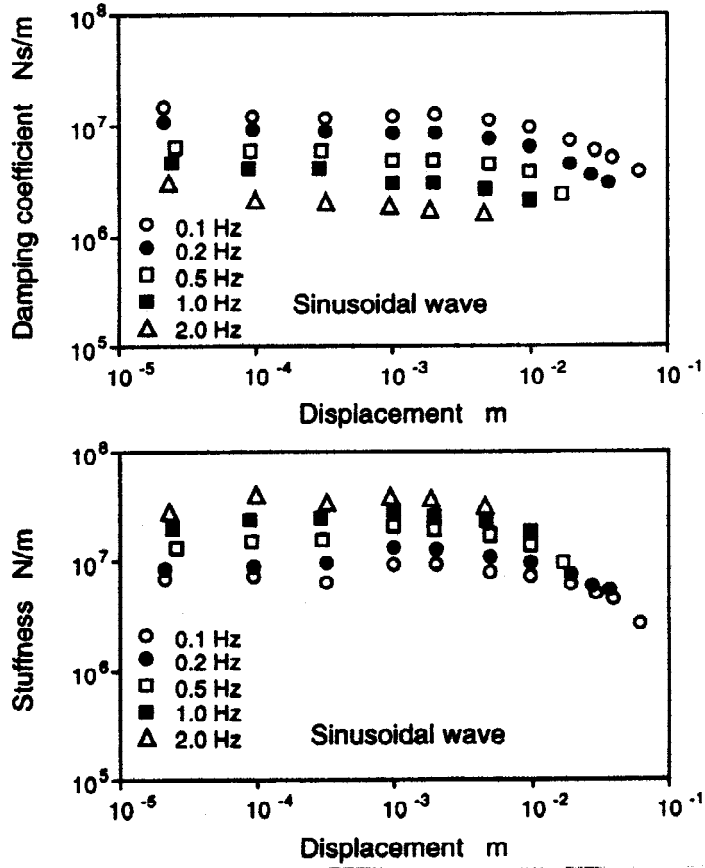 Damping coefficient Ns/m
10^8
10^7
10^6
10^5
0.1 Hz
0.2 Hz
0.5 Hz
1.0 Hz
2.0 Hz
Sinusoidal wave
10^-5 10^-4 10^-3 10^-2 10^-1
Displacement m
Stuffness N/m
10^8
10^7
10^6
10^5
0.1 Hz
0.2 Hz
0.5 Hz
1.0 Hz
2.0 Hz
Sinusoidal wave
10^-5 10^-4 10^-3 10^-2 10^-1
Displacement m